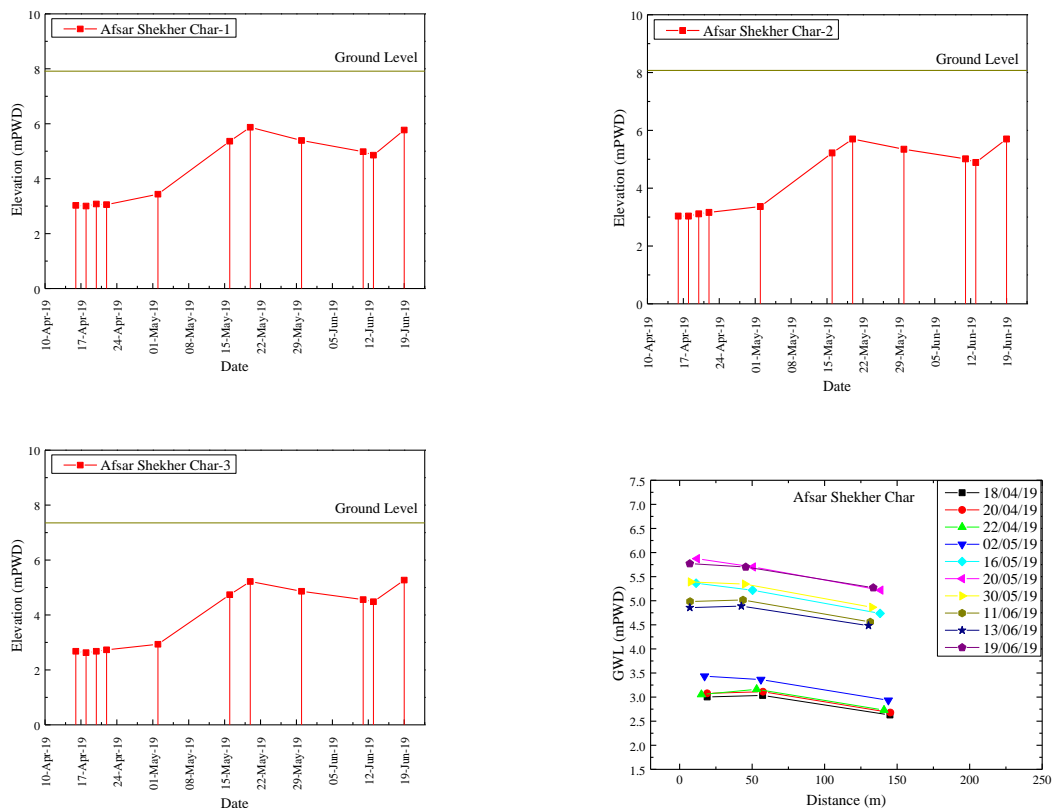 Afsar Shekher Char-1
Ground Level
Elevation (mPWD)
10
8
6
4
2
0
10-Apr-19
17-Apr-19
24-Apr-19
01-May-19
08-May-19
15-May-19
22-May-19
29-May-19
05-Jun-19
12-Jun-19
19-Jun-19
Date
Afsar Shekher Char-2
Ground Level
Elevation (mPWD)
10
8
6
4
2
0
10-Apr-19
17-Apr-19
24-Apr-19
01-May-19
08-May-19
15-May-19
22-May-19
29-May-19
05-Jun-19
12-Jun-19
19-Jun-19
Date
Afsar Shekher Char-3
Ground Level
Elevation (mPWD)
10
8
6
4
2
0
10-Apr-19
17-Apr-19
24-Apr-19
01-May-19
08-May-19
15-May-19
22-May-19
29-May-19
05-Jun-19
12-Jun-19
19-Jun-19
Date
Afsar Shekher Char
18/04/19
20/04/19
22/04/19
02/05/19
16/05/19
20/05/19
30/05/19
11/06/19
13/06/19
19/06/19
GWL (mPWD)
7.5
7.0
6.5
6.0
5.5
5.0
4.5
4.0
3.5
3.0
2.5
2.0
1.5
0
50
100
150
200
250
Distance (m)